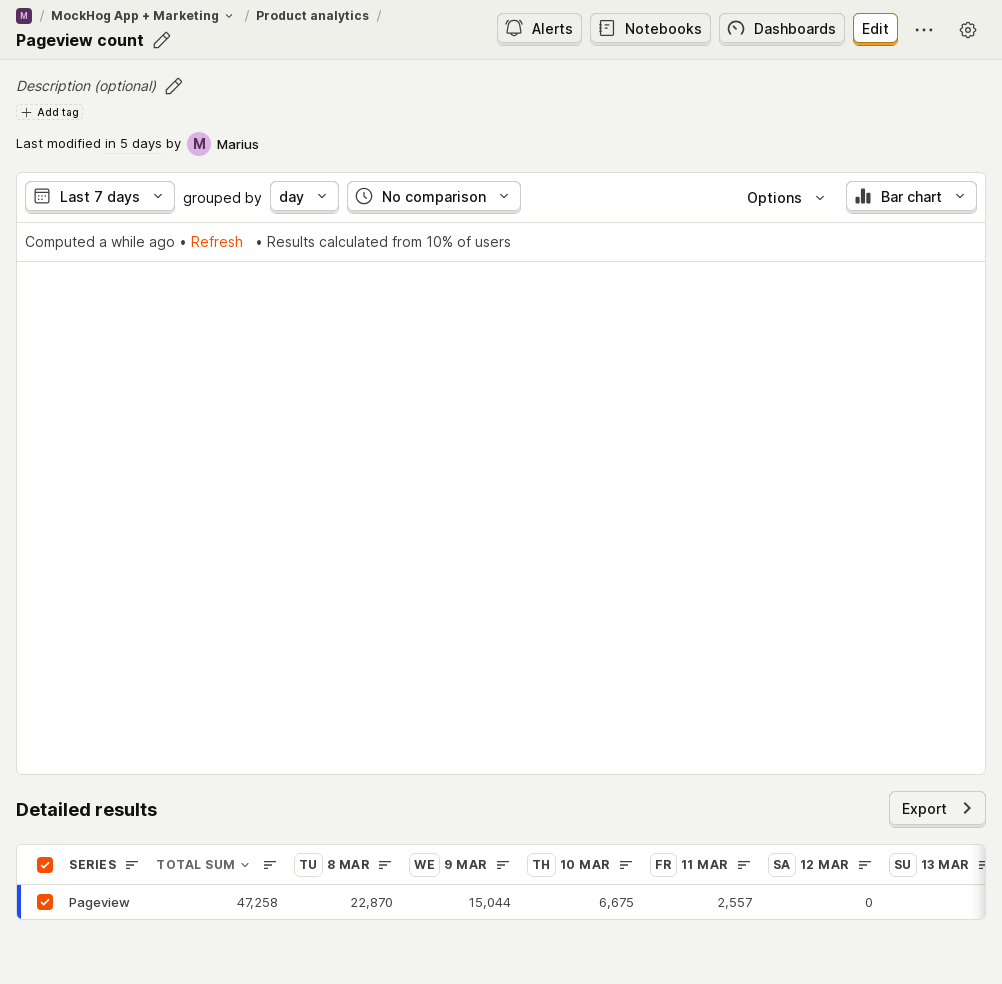 M / MockHog App + Marketing / Product analytics /
Pageview count
Alerts Notebooks Dashboards Edit
Description (optional)
Add tag
Last modified in 5 days by M Marius
Last 7 days grouped by day No comparison Options Bar chart
Computed a while ago • Refresh • Results calculated from 10% of users
Detailed results
Export
SERIES TOTAL SUM TU 8 MAR WE 9 MAR TH 10 MAR FR 11 MAR SA 12 MAR SU 13 MAR
Pageview 47,258 22,870 15,044 6,675 2,557 0